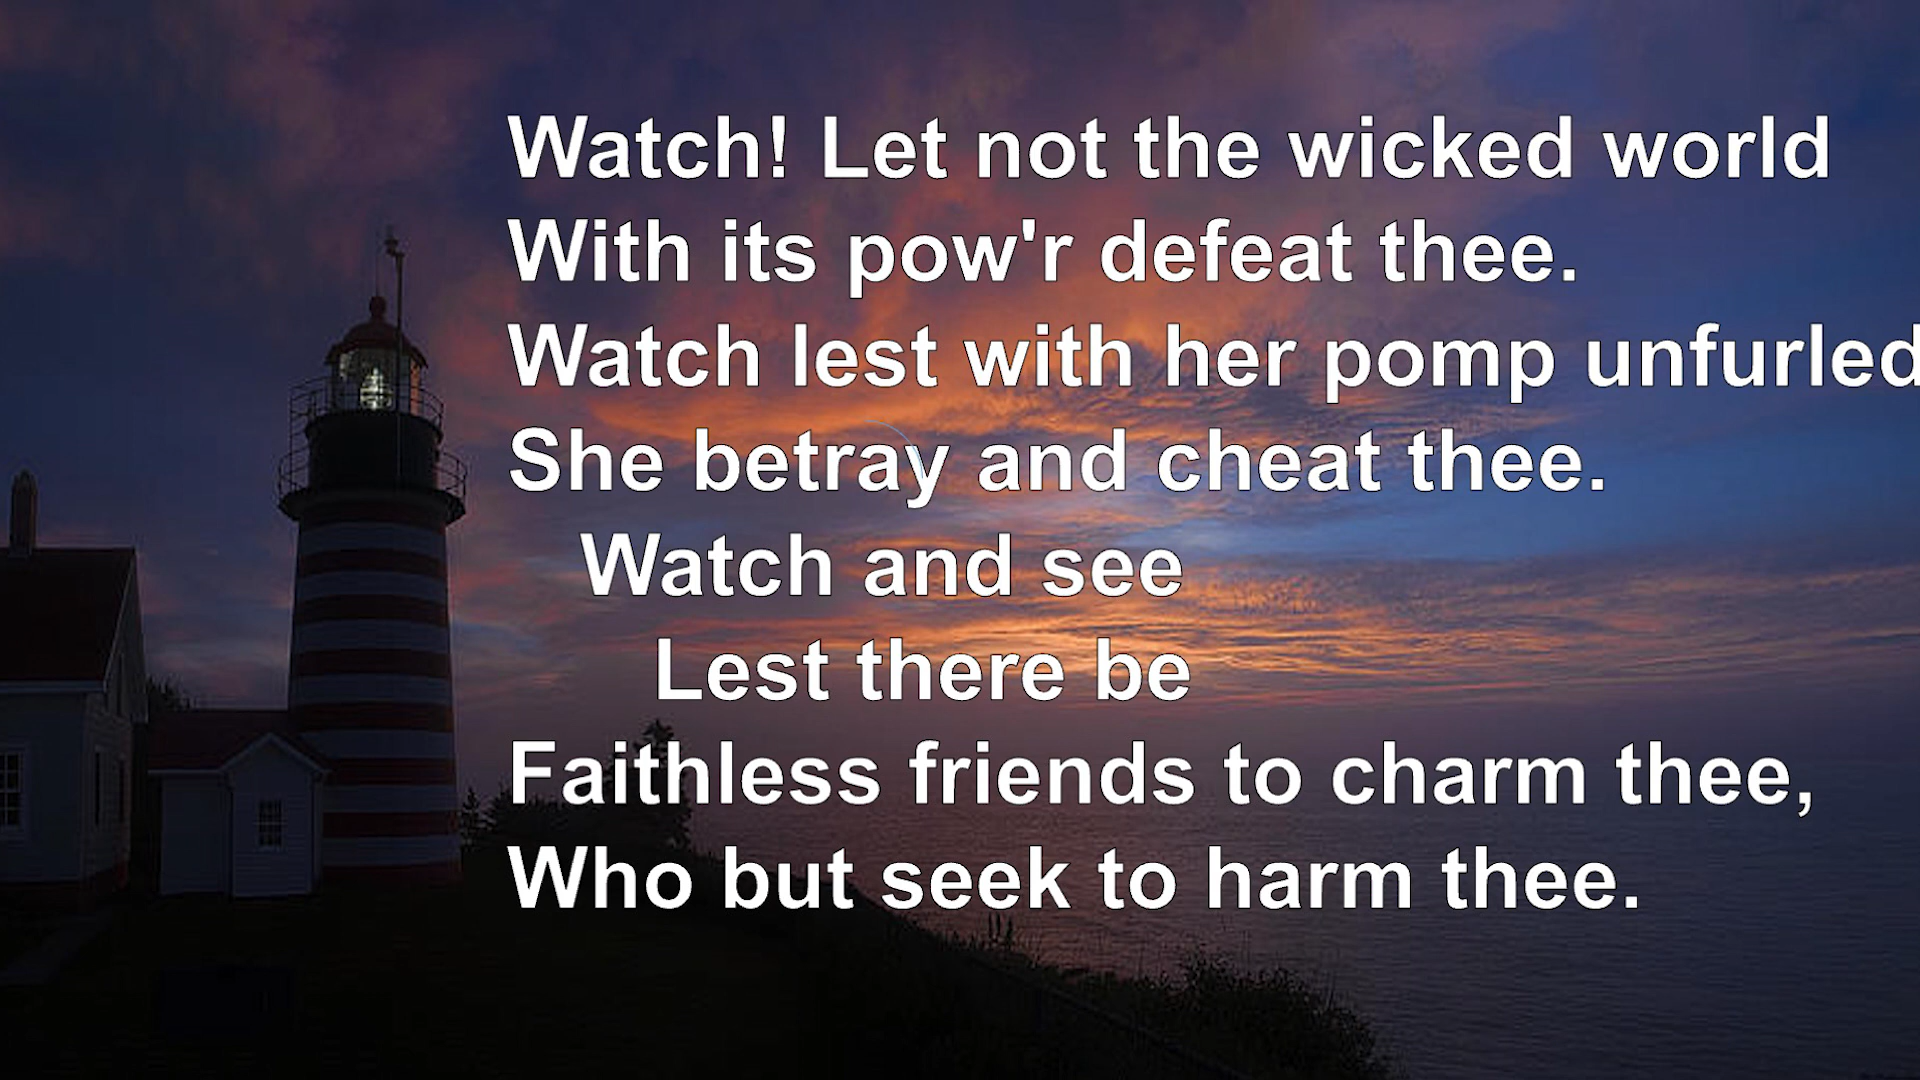 Watch! Let not the wicked world
With its pow'r defeat thee.
Watch lest with her pomp unfurled
She betray and cheat thee.
Watch and see
Lest there be
Faithless friends to charm thee,
Who but seek to harm thee.